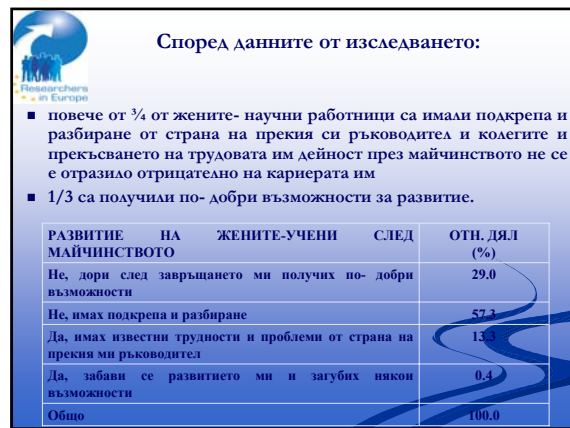 Според данните от изследването:
Researchers
in Europe
повече от ¾ от жените- научни работници са имали подкрепа и
разбиране от страна на прекия си ръководител и колегите и
прекъсването на трудовата им дейност през майчинството не се
е отразило отрицателно на кариерата им
1/3 са получили по- добри възможности за развитие.
РАЗВИТИЕ НА ЖЕНИТЕ-УЧЕНИ СЛЕД
МАЙЧИНСТВОТО
ОТН. ДЯЛ
(%)
Не, дори след завръщането ми получих по- добри
възможности
29.0
Не, имах подкрепа и разбиране
57.3
Да, имах известни трудности и проблеми от страна на
прекия ми ръководител
13.3
Да, забави се развитието ми и загубих някои
възможности
0.4
Общо
100.0